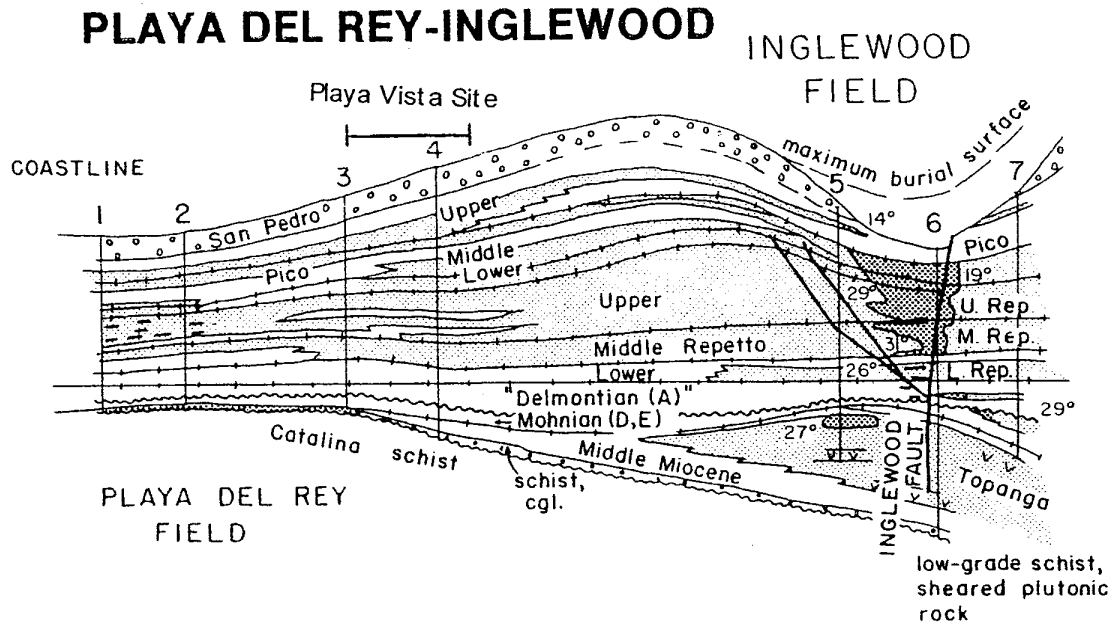 PLAYA DEL REY-INGLEWOOD
INGLEWOOD
FIELD
Playa Vista Site
COASTLINE
maximum burial surface
1
2
3
4
5
6
7
San Pedro
Upper
14°
Pico
Pico
Middle
Lower
19°
29°
Upper
U. Rep.
M. Rep.
Middle Repetto
Lower
26°
L. Rep.
"Delmontian (A)"
Mohnian (D,E)
29°
27°
Catalina schist
Middle Miocene
schist,
cgl.
INGLEWOOD
FAULT
Topanga
PLAYA DEL REY
FIELD
low-grade schist,
sheared plutonic
rock